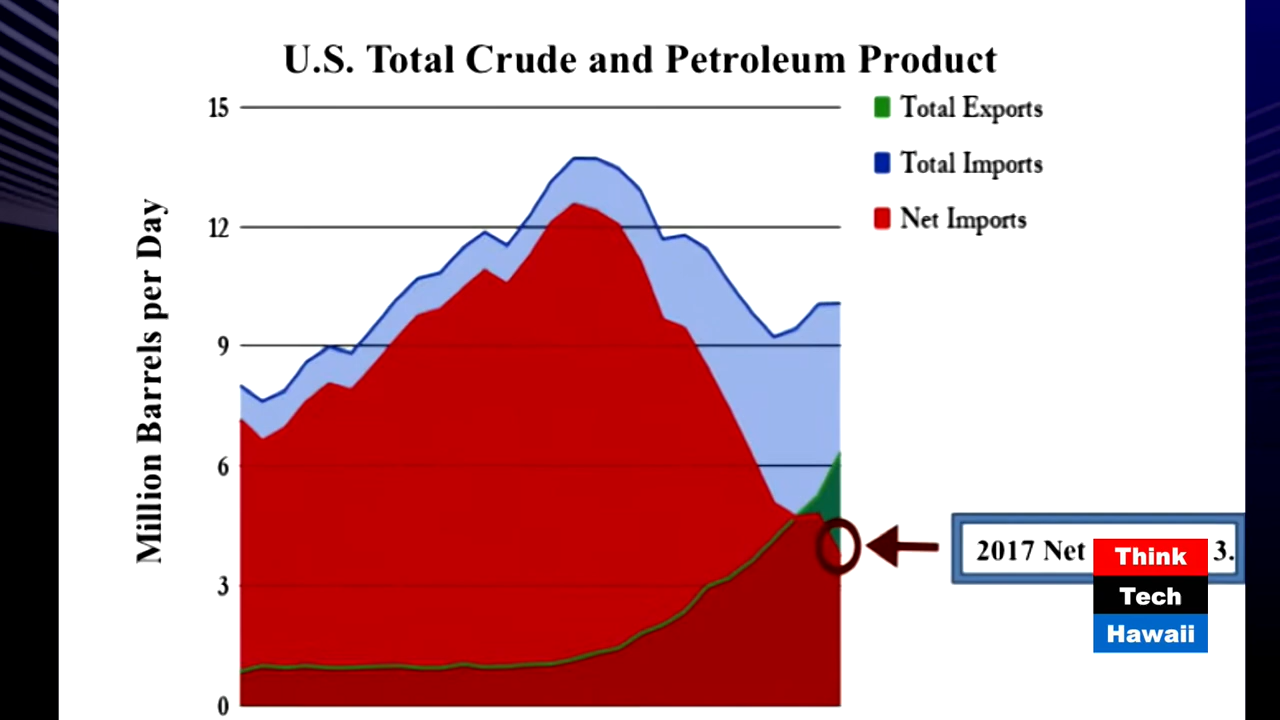 U.S. Total Crude and Petroleum Product
15
12
9
6
3
0
Million Barrels per Day
Total Exports
Total Imports
Net Imports
2017 Net 3.
Think
Tech
Hawaii